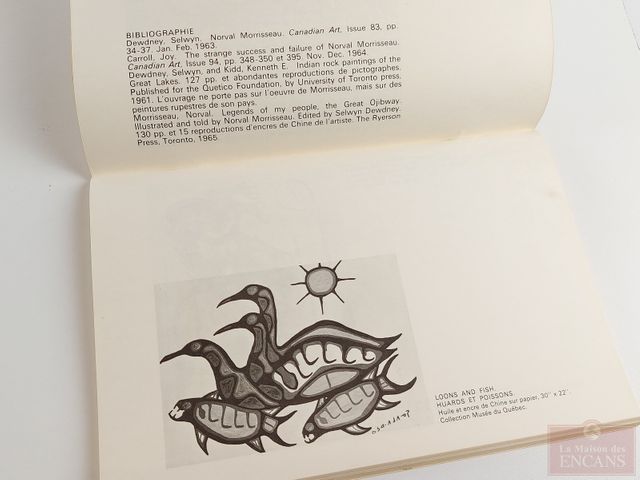 BIBLIOGRAPHIE
Dewdney, Selwyn. Norval Morrisseau. Canadian Art, Issue 83, pp.
34-37. Jan. Feb. 1963.
Carroll, Joy. The strange success and failure of Norval Morrisseau.
Canadian Art, Issue 94, pp. 348-350 et 395. Nov. Dec. 1964.
Dewdney, Selwyn, and Kidd, Kenneth E. Indian rock paintings of the
Great Lakes. 127 pp. et abondantes reproductions de pictographes.
Published for the Quetico Foundation, by University of Toronto press,
1961. L'ouvrage ne porte pas sur l'oeuvre de Morrisseau, mais sur des
peintures rupestres de son pays.
Morrisseau, Norval. Legends of my people, the Great Ojibway.
Illustrated and told by Norval Morrisseau. Edited by Selwyn Dewdney.
130 pp. et 15 reproductions d'encres de Chine de l'artiste. The Ryerson
Press, Toronto, 1965.
LOONS AND FISH.
HUARDS ET POISSONS.
Huile et encre de Chine sur papier, 30" x 22".
Collection Musée du Québec.
La Maison des
ENCANS